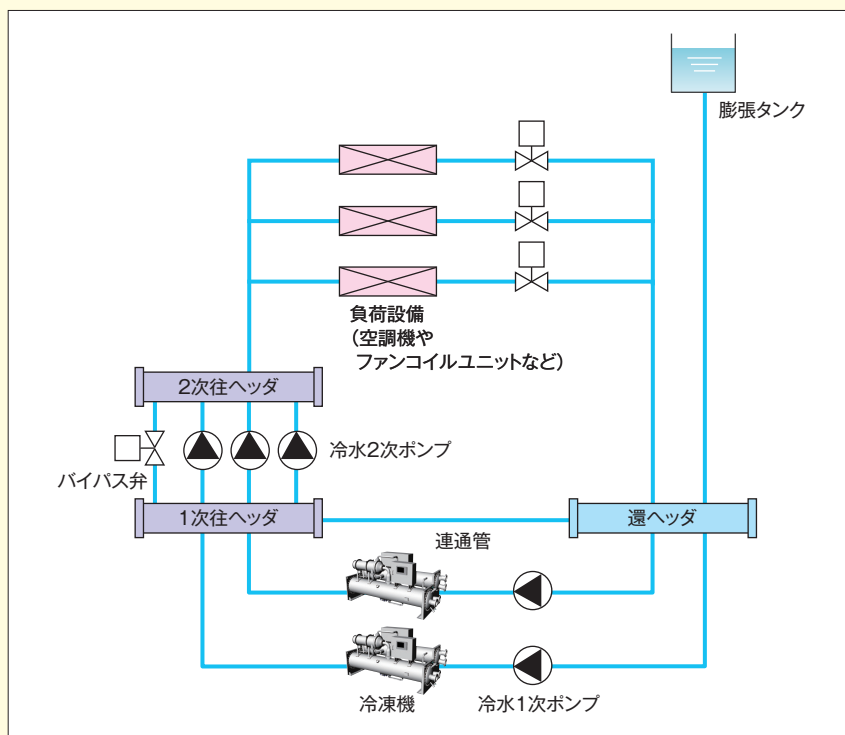 膨張タンク
負荷設備
(空調機や
ファンコイルユニットなど)
2次往ヘッダ
冷水2次ポンプ
バイパス弁
1次往ヘッダ
還ヘッダ
連通管
冷凍機
冷水1次ポンプ